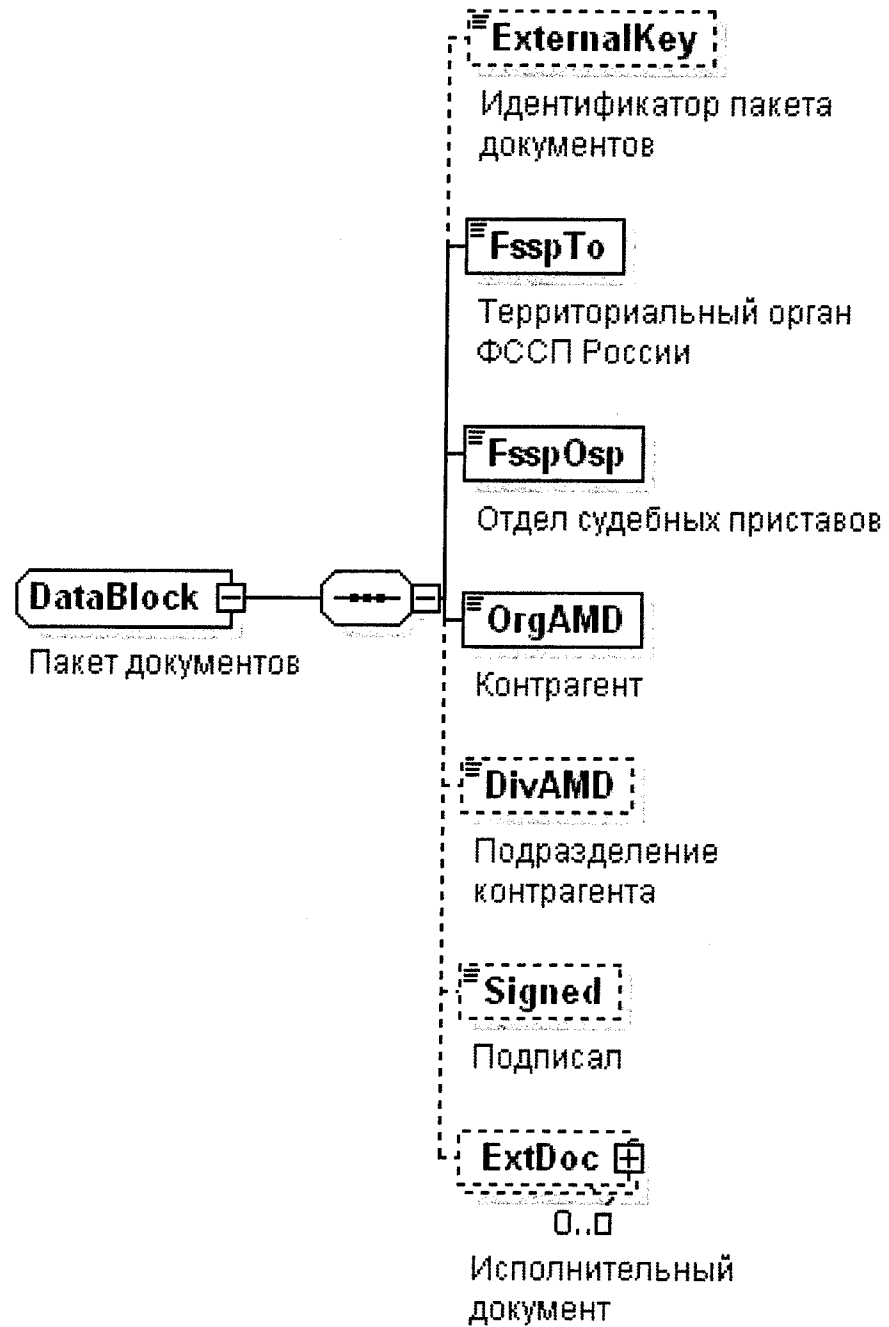 ExternalKey
Идентификатор пакета
документов
FsspTo
Территориальный орган
ФССП России
FsspOsp
Отдел судебных приставов
DataBlock
Пакет документов
OrgAMD
Контрагент
DivAMD
Подразделение
контрагента
Signed
Подписал
ExtDoc
0..□
Исполнительный
документ